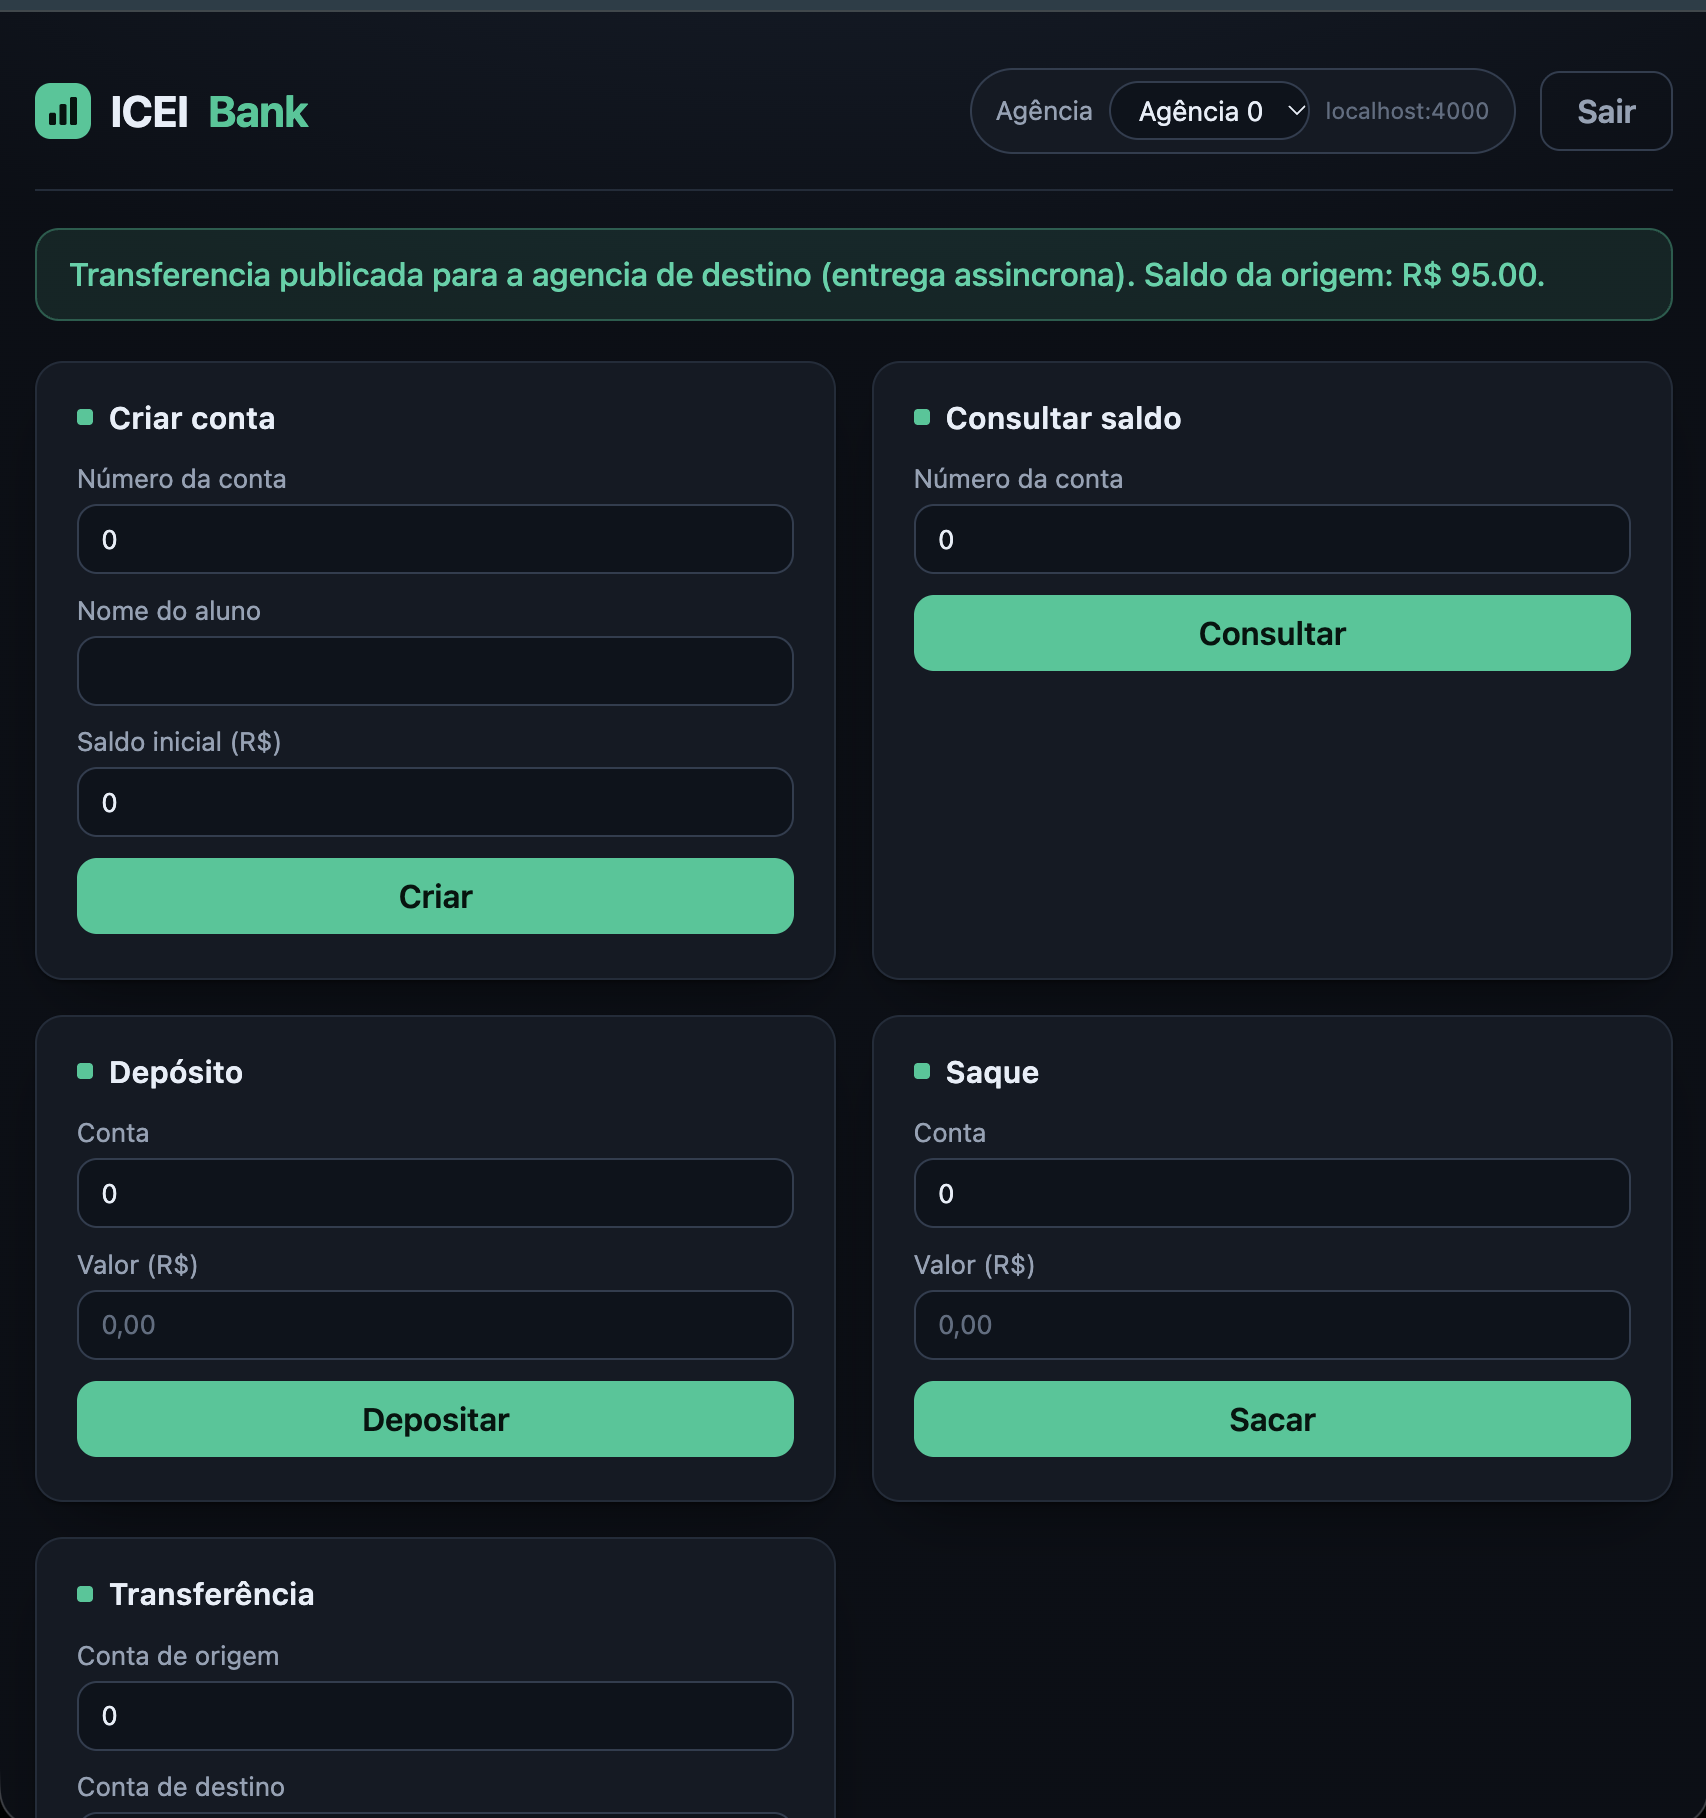 ICEI Bank
Agência
Agência 0
localhost:4000
Sair
Transferencia publicada para a agencia de destino (entrega assincrona). Saldo da origem: R$ 95.00.
Criar conta
Número da conta
0
Nome do aluno
Saldo inicial (R$)
0
Criar
Consultar saldo
Número da conta
0
Consultar
Depósito
Conta
0
Valor (R$)
0,00
Depositar
Saque
Conta
0
Valor (R$)
0,00
Sacar
Transferência
Conta de origem
0
Conta de destino